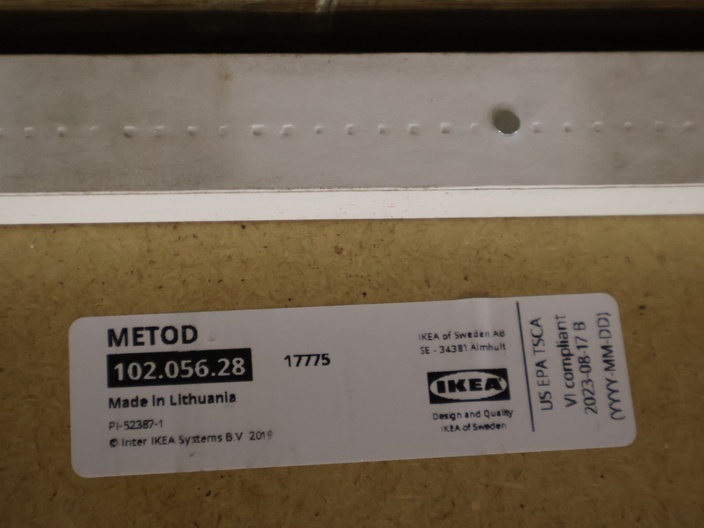 METOD
102.056.28
17775
Made in Lithuania
PI-52387-1
© Inter IKEA Systems B.V 2019
IKEA of Sweden AB
SE - 34381 Älmhult
IKEA
Design and Quality
IKEA of Sweden
US EPA TSCA
VI compliant
2023-08-17 B
(YYYY-MM-DD)